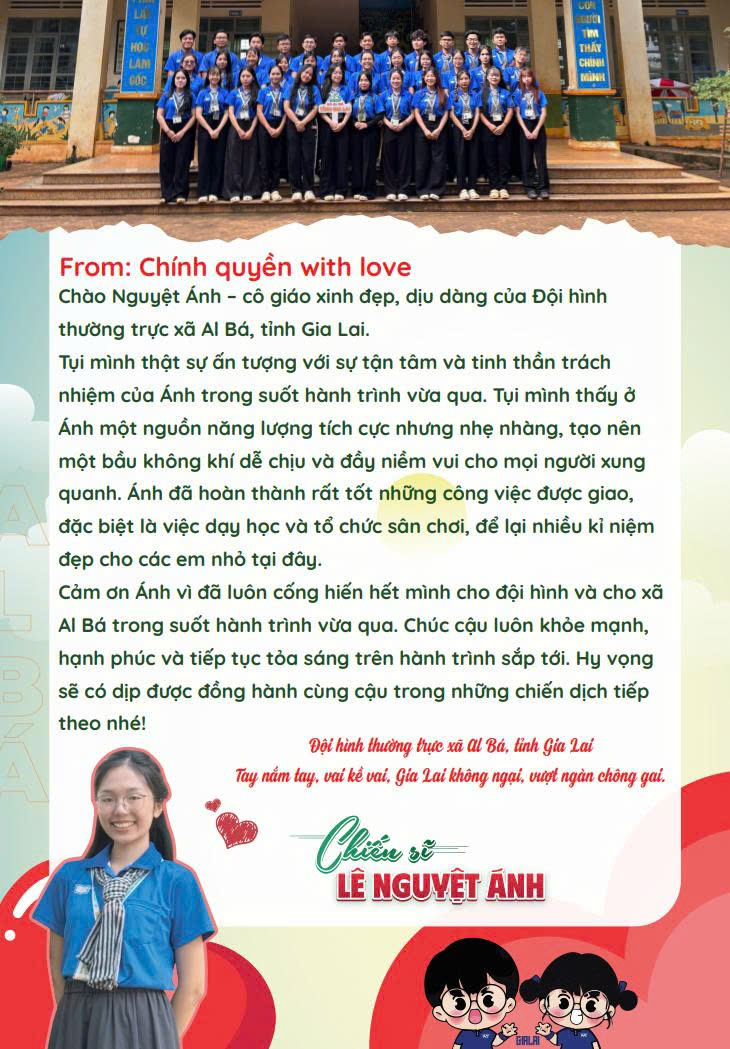 LẤY
TỰ
HỌC
LÀM
GỐC
CON
NGƯỜI
TÌM
THẤY
CHÍNH
MÌNH
From: Chính quyền with love
Chào Nguyệt Ánh – cô giáo xinh đẹp, dịu dàng của Đội hình
thường trực xã Al Bá, tỉnh Gia Lai.
Tụi mình thật sự ấn tượng với sự tận tâm và tinh thần trách
nhiệm của Ánh trong suốt hành trình vừa qua. Tụi mình thấy ở
Ánh một nguồn năng lượng tích cực nhưng nhẹ nhàng, tạo nên
một bầu không khí dễ chịu và đầy niềm vui cho mọi người xung
quanh. Ánh đã hoàn thành rất tốt những công việc được giao,
đặc biệt là việc dạy học và tổ chức sân chơi, để lại nhiều kỉ niệm
đẹp cho các em nhỏ tại đây.
Cảm ơn Ánh vì đã luôn cống hiến hết mình cho đội hình và cho xã
Al Bá trong suốt hành trình vừa qua. Chúc cậu luôn khỏe mạnh,
hạnh phúc và tiếp tục tỏa sáng trên hành trình sắp tới. Hy vọng
sẽ có dịp được đồng hành cùng cậu trong những chiến dịch tiếp
theo nhé!
Đội hình thường trực xã Al Bá, tỉnh Gia Lai
Tay nắm tay, vai kề vai, Gia Lai không ngại, vượt ngàn chông gai.
Chiến sĩ
LÊ NGUYỆT ÁNH
AL BÁ
GIALAI